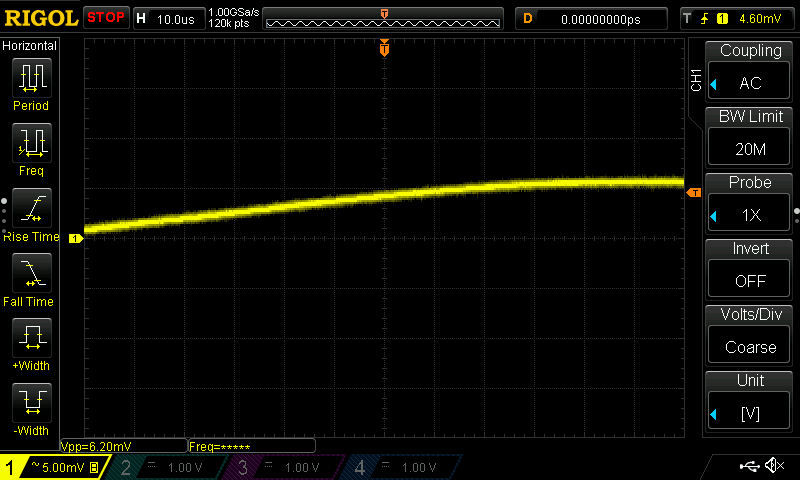 RIGOL STOP H 10.0us 1.00GSa/s 120k pts T D 0.00000000ps T 1 4.60mV
Horizontal
Period
Freq
Rise Time
Fall Time
+Width
-Width
T
1
T
CH1
Coupling
AC
BW Limit
20M
Probe
1X
Invert
OFF
Volts/Div
Coarse
Unit
[V]
Vpp=6.20mV Freq=*****
1 ~ 5.00mV B 2 1.00 V 3 1.00 V 4 1.00 V